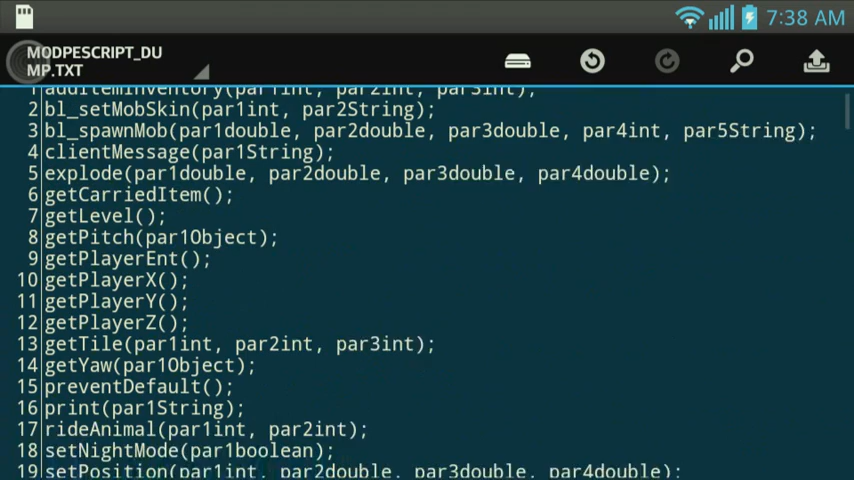 7:38 AM
MODPESCRIPT_DU
MP.TXT
1 addItemInventory(par1int, par2int, par3int);
2 bl_setMobSkin(par1int, par2String);
3 bl_spawnMob(par1double, par2double, par3double, par4int, par5String);
4 clientMessage(par1String);
5 explode(par1double, par2double, par3double, par4double);
6 getCarriedItem();
7 getLevel();
8 getPitch(par1Object);
9 getPlayerEnt();
10 getPlayerX();
11 getPlayerY();
12 getPlayerZ();
13 getTile(par1int, par2int, par3int);
14 getYaw(par1Object);
15 preventDefault();
16 print(par1String);
17 rideAnimal(par1int, par2int);
18 setNightMode(par1boolean);
19 setPosition(par1int, par2double, par3double, par4double);